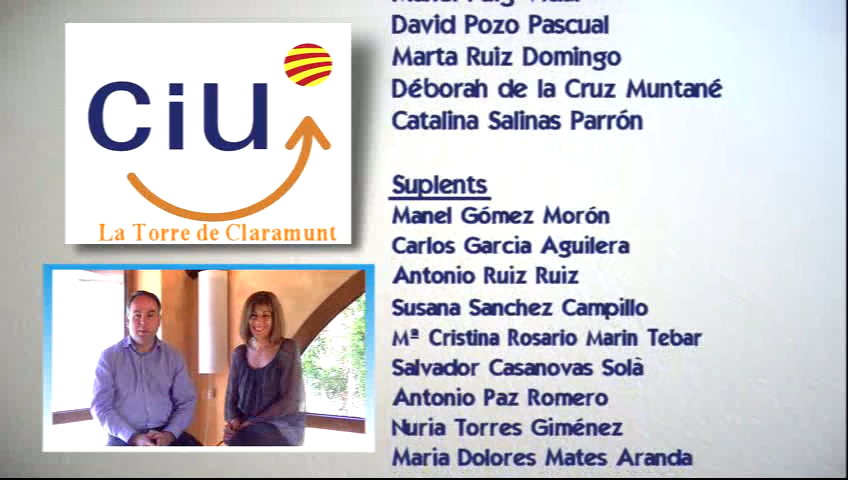 CiU
La Torre de Claramunt
David Pozo Pascual
Marta Ruiz Domingo
Déborah de la Cruz Muntané
Catalina Salinas Parrón
Suplents
Manel Gómez Morón
Carlos Garcia Aguilera
Antonio Ruiz Ruiz
Susana Sanchez Campillo
Mª Cristina Rosario Marin Tebar
Salvador Casanovas Solà
Antonio Paz Romero
Nuria Torres Giménez
Maria Dolores Mates Aranda